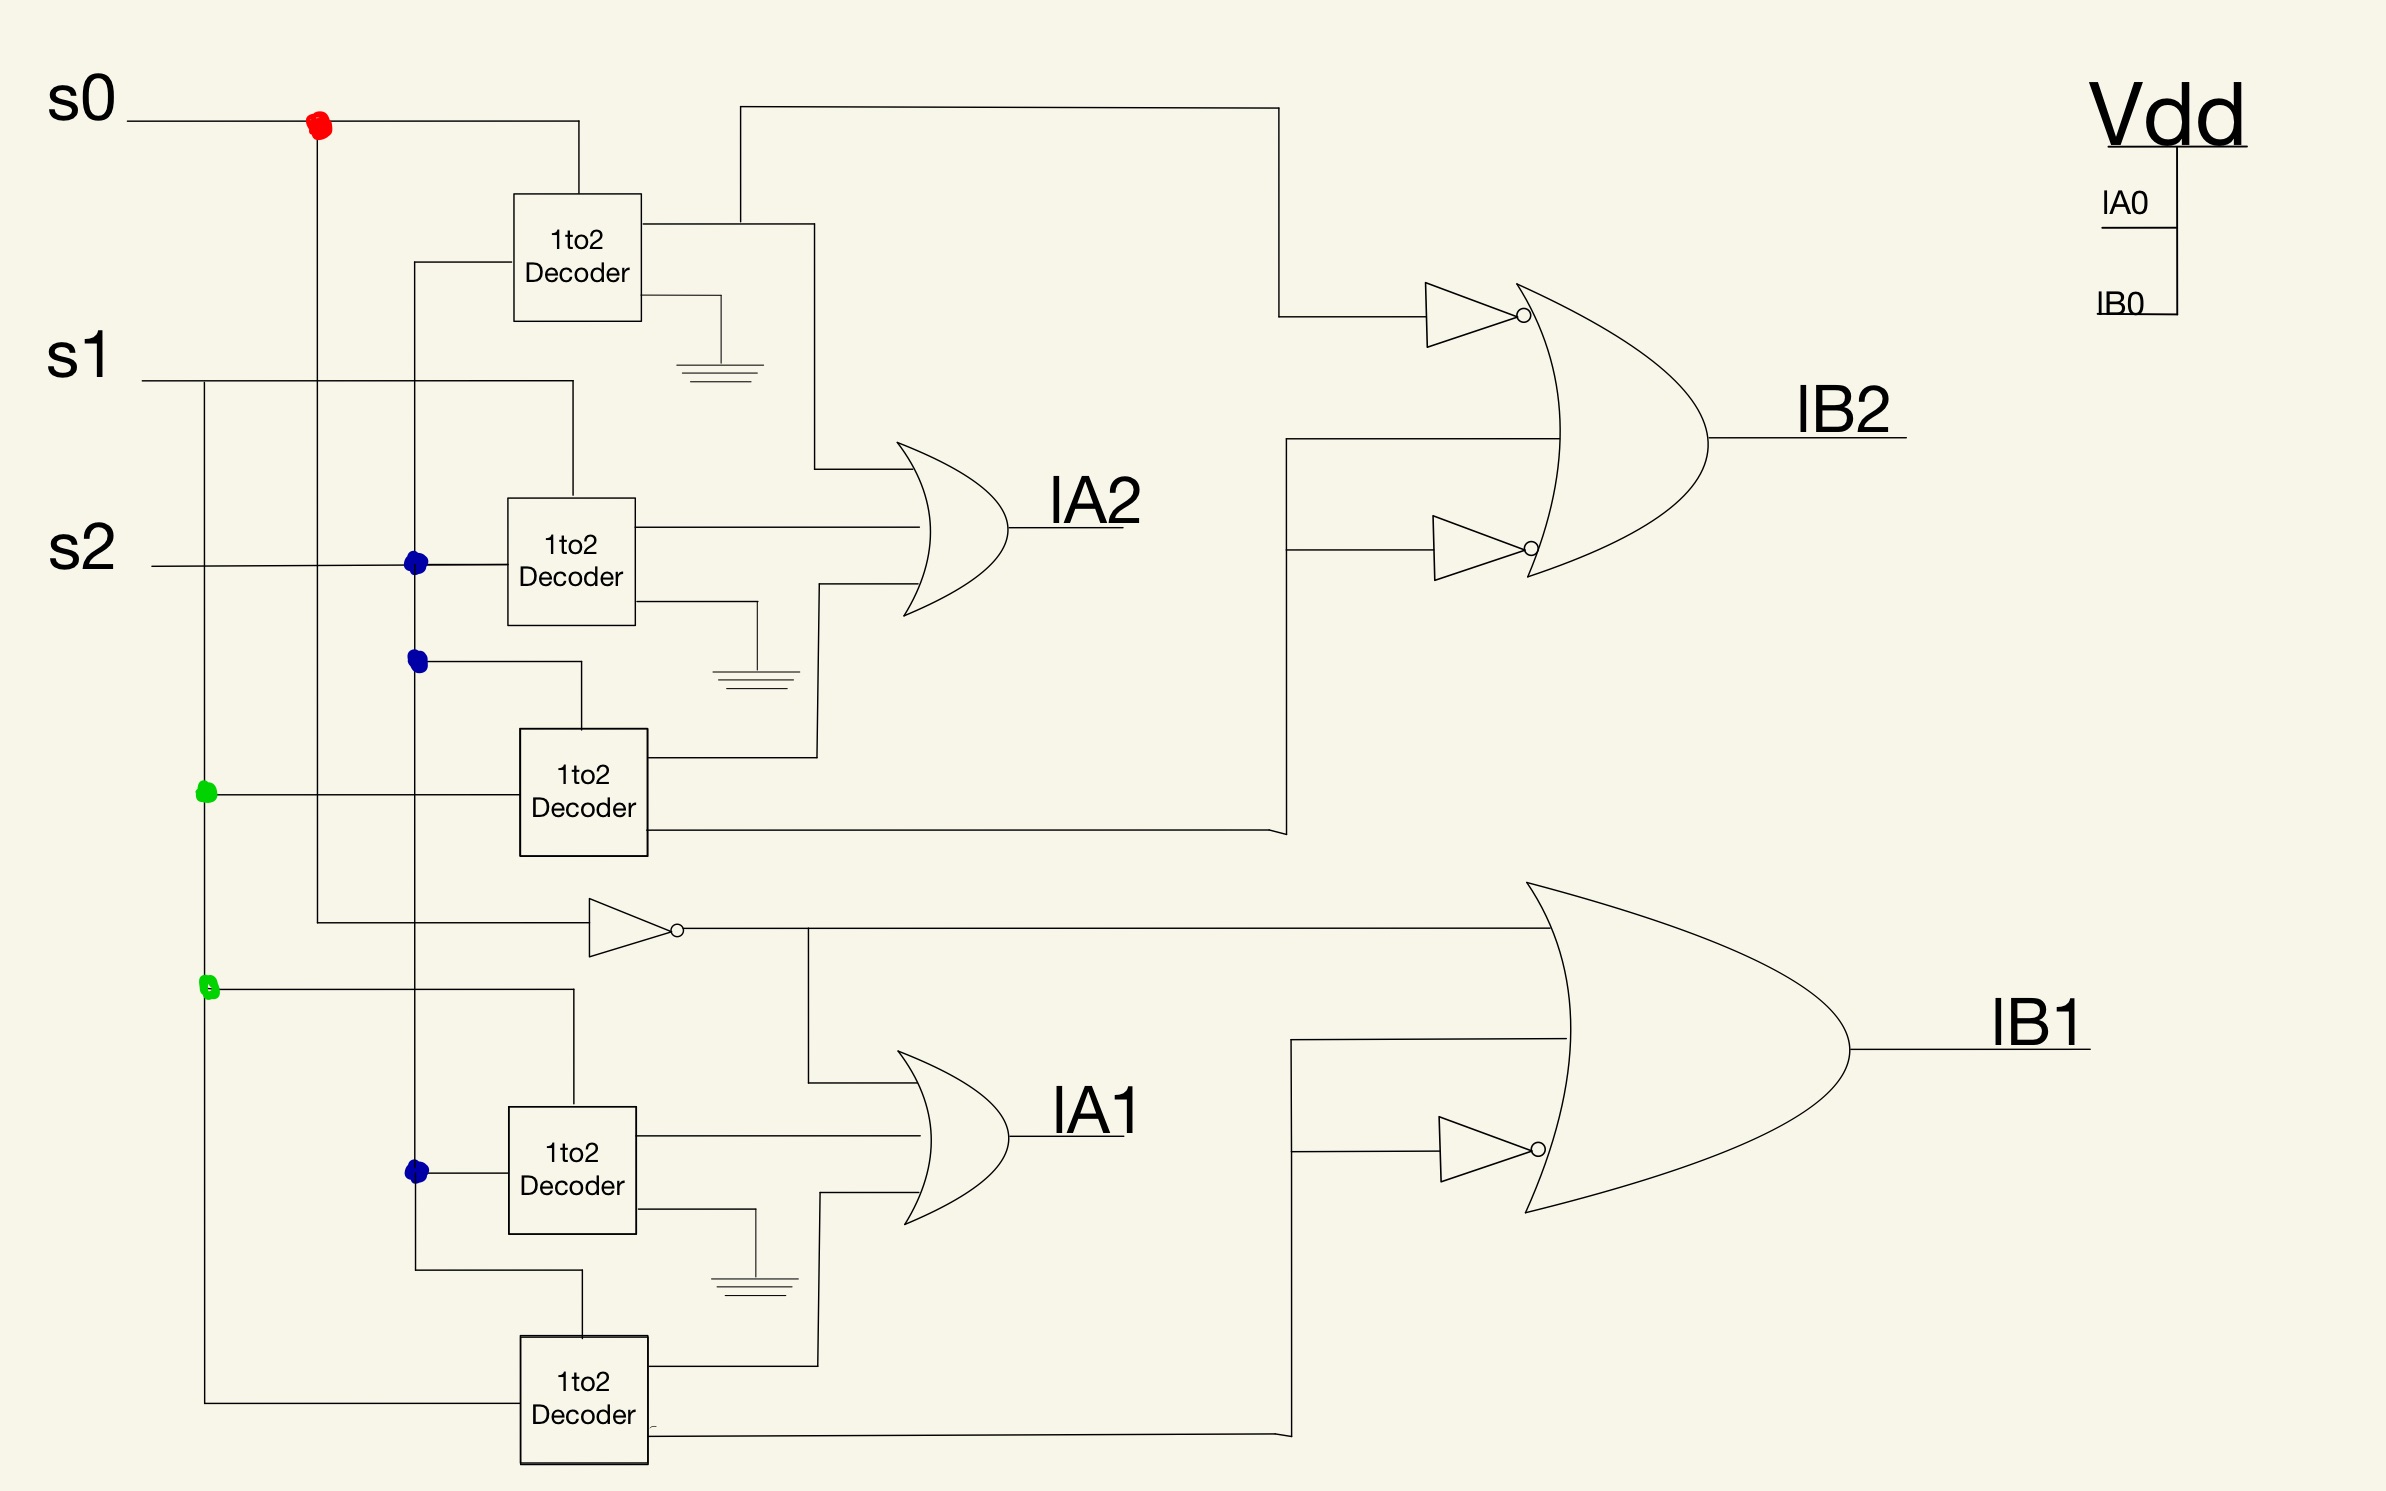 s0
Vdd
IA0
1to2
Decoder
IB0
s1
IB2
IA2
s2
1to2
Decoder
1to2
Decoder
IB1
IA1
1to2
Decoder
1to2
Decoder